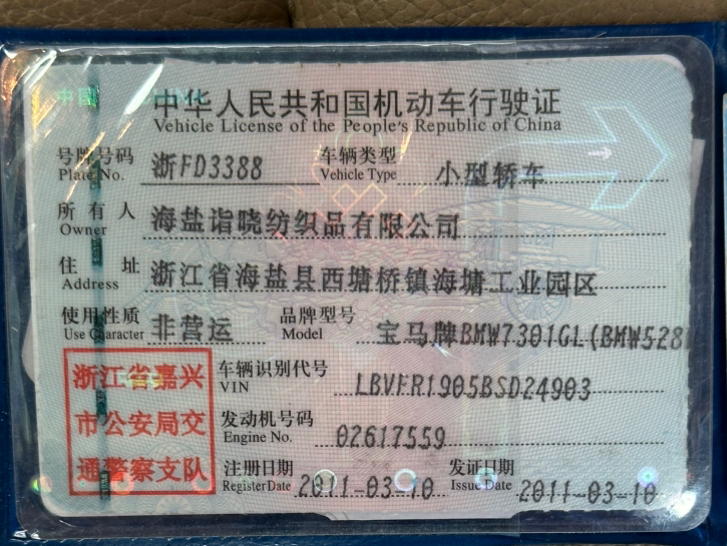 中国 CHINA
中华人民共和国机动车行驶证
Vehicle License of the People's Republic of China
号牌号码 浙FD3388 车辆类型 小型轿车
Plate No. Vehicle Type
所有人 海盐诣晓纺织品有限公司
Owner
住址 浙江省海盐县西塘桥镇海塘工业园区
Address
使用性质 非营运 品牌型号 宝马牌BMW7301GL(BMW528
Use Character Model
浙江省嘉兴
市公安局交
通警察支队
车辆识别代号 LBVFR1905BSD24903
VIN
发动机号码 02617559
Engine No.
注册日期 2011-03-10 发证日期 2011-03-10
Register Date Issue Date